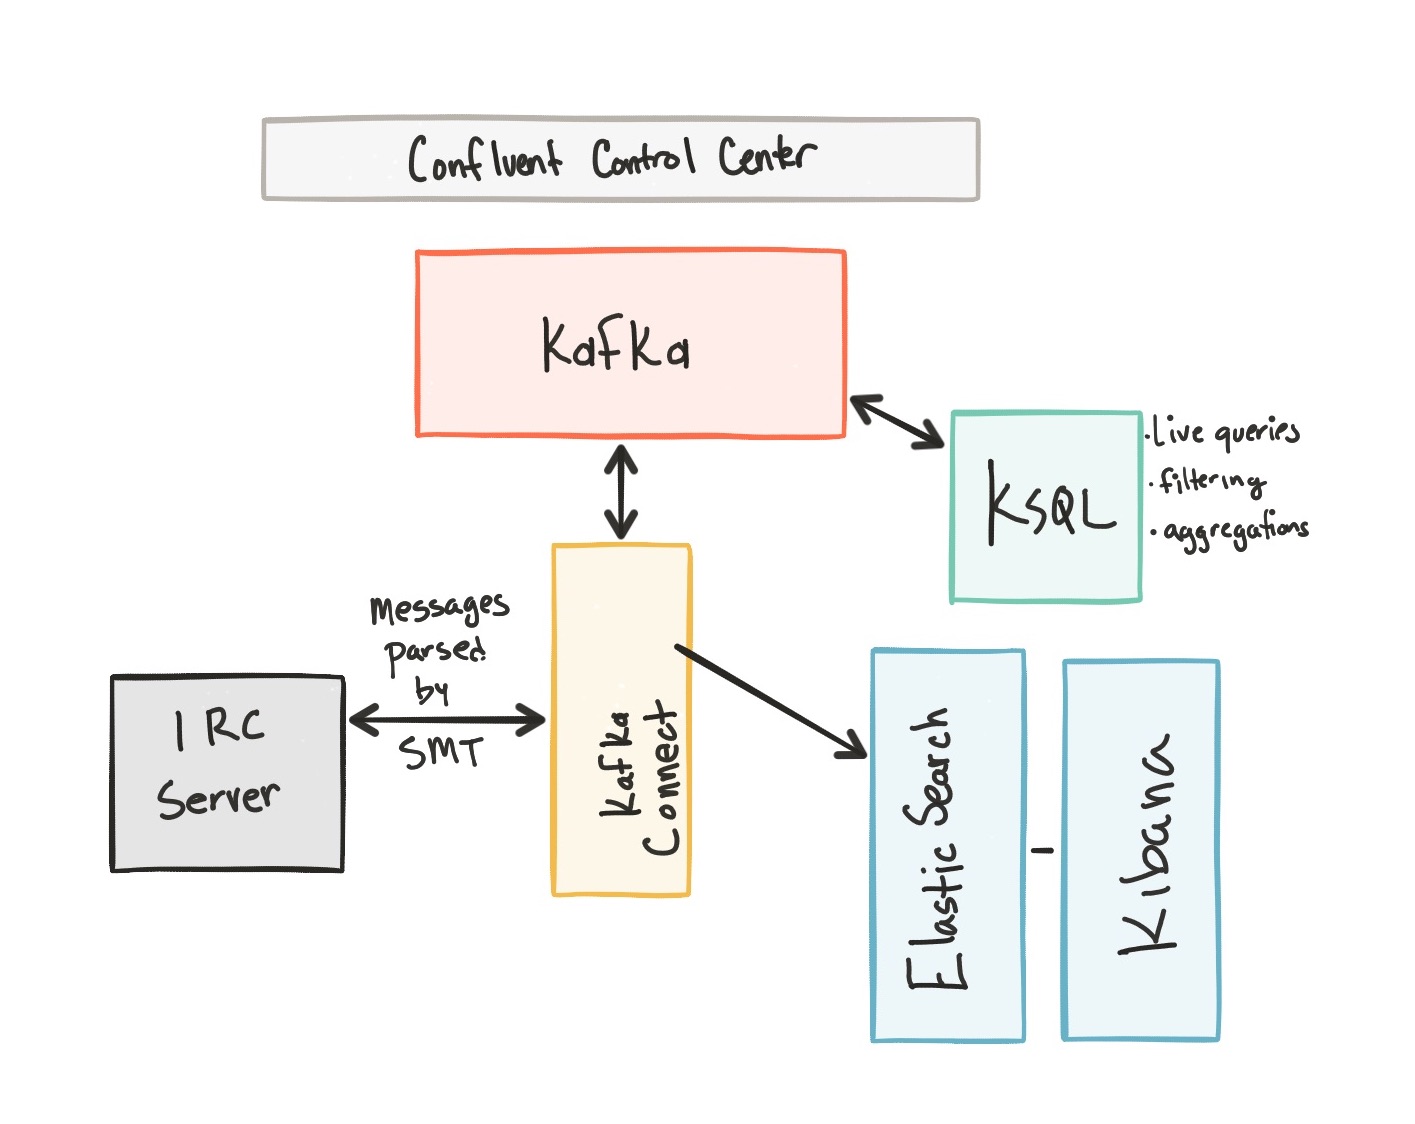 Confluent Control Center
Kafka
KSQL
· Live queries
· filtering
· aggregations
Messages
parsed
by
SMT
IRC
Server
Kafka
Connect
Elastic Search
-
Kibana